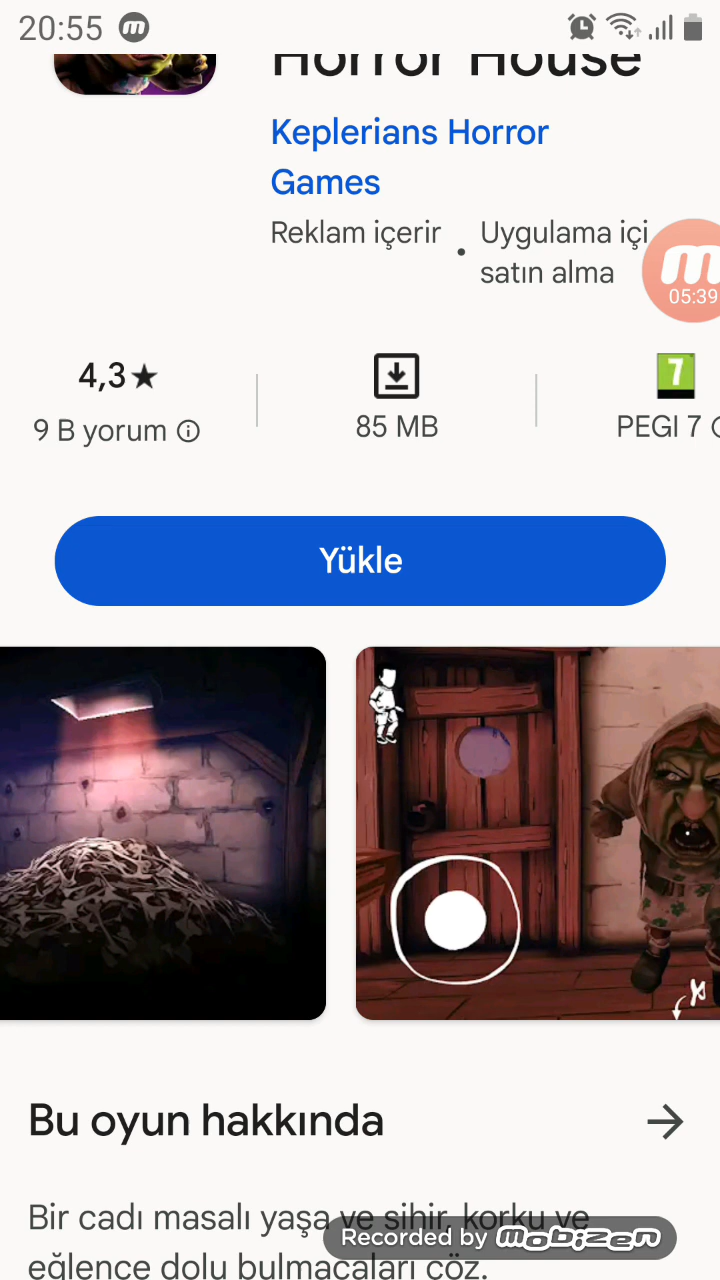 20:55
Horror House
Keplerians Horror
Games
Reklam içerir • Uygulama içi
satın alma
05:39
4,3★
9 B yorum
85 MB
7
PEGI 7
Yükle
Bu oyun hakkında
Bir cadı masalı yaşa ve sihir, korku ve
eğlence dolu bulmacaları çöz.
Recorded by mobizen